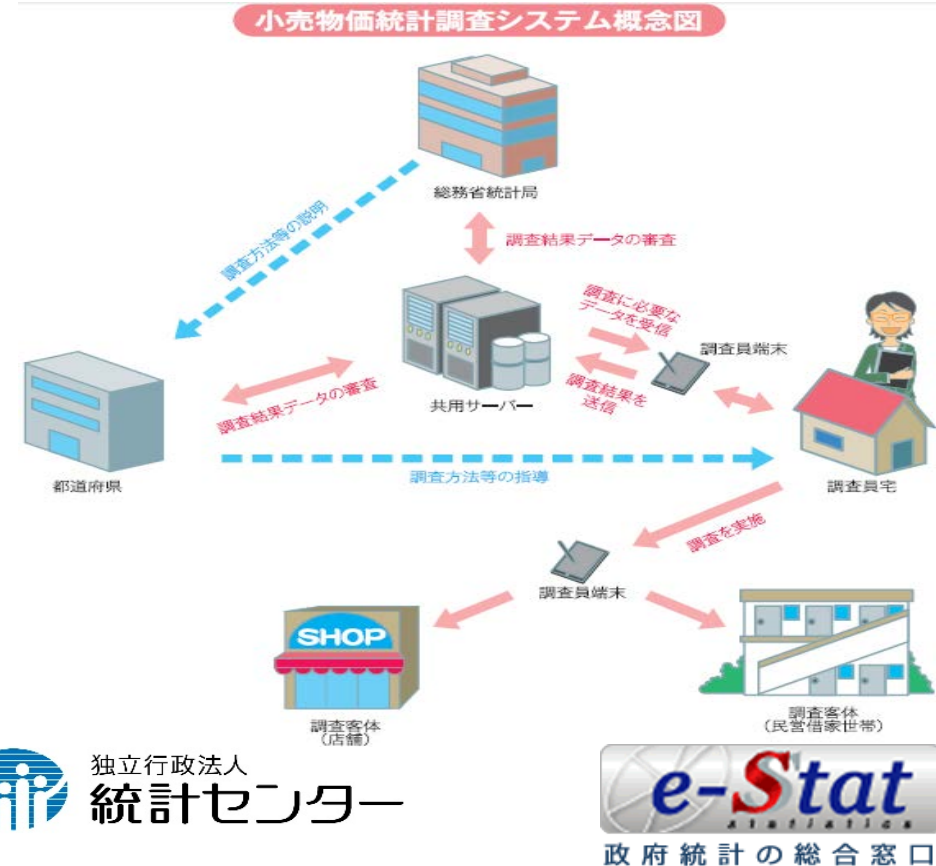 小売物価統計調査システム概念図
総務省統計局
調査方法等の説明
調査結果データの審査
調査に必要な
データを受信
調査員端末
調査結果データの審査
共用サーバー
調査結果を
送信
都道府県
調査方法等の指導
調査員宅
調査を実施
調査員端末
SHOP
調査客体
(店舗)
調査客体
(民営借家世帯)
独立行政法人
統計センター
e-Stat
statistics
政府統計の総合窓口